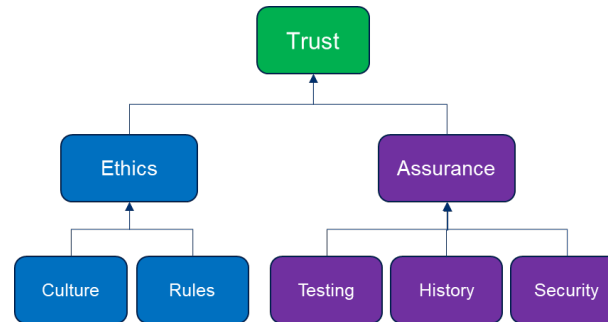 Trust
Ethics
Assurance
Culture
Rules
Testing
History
Security